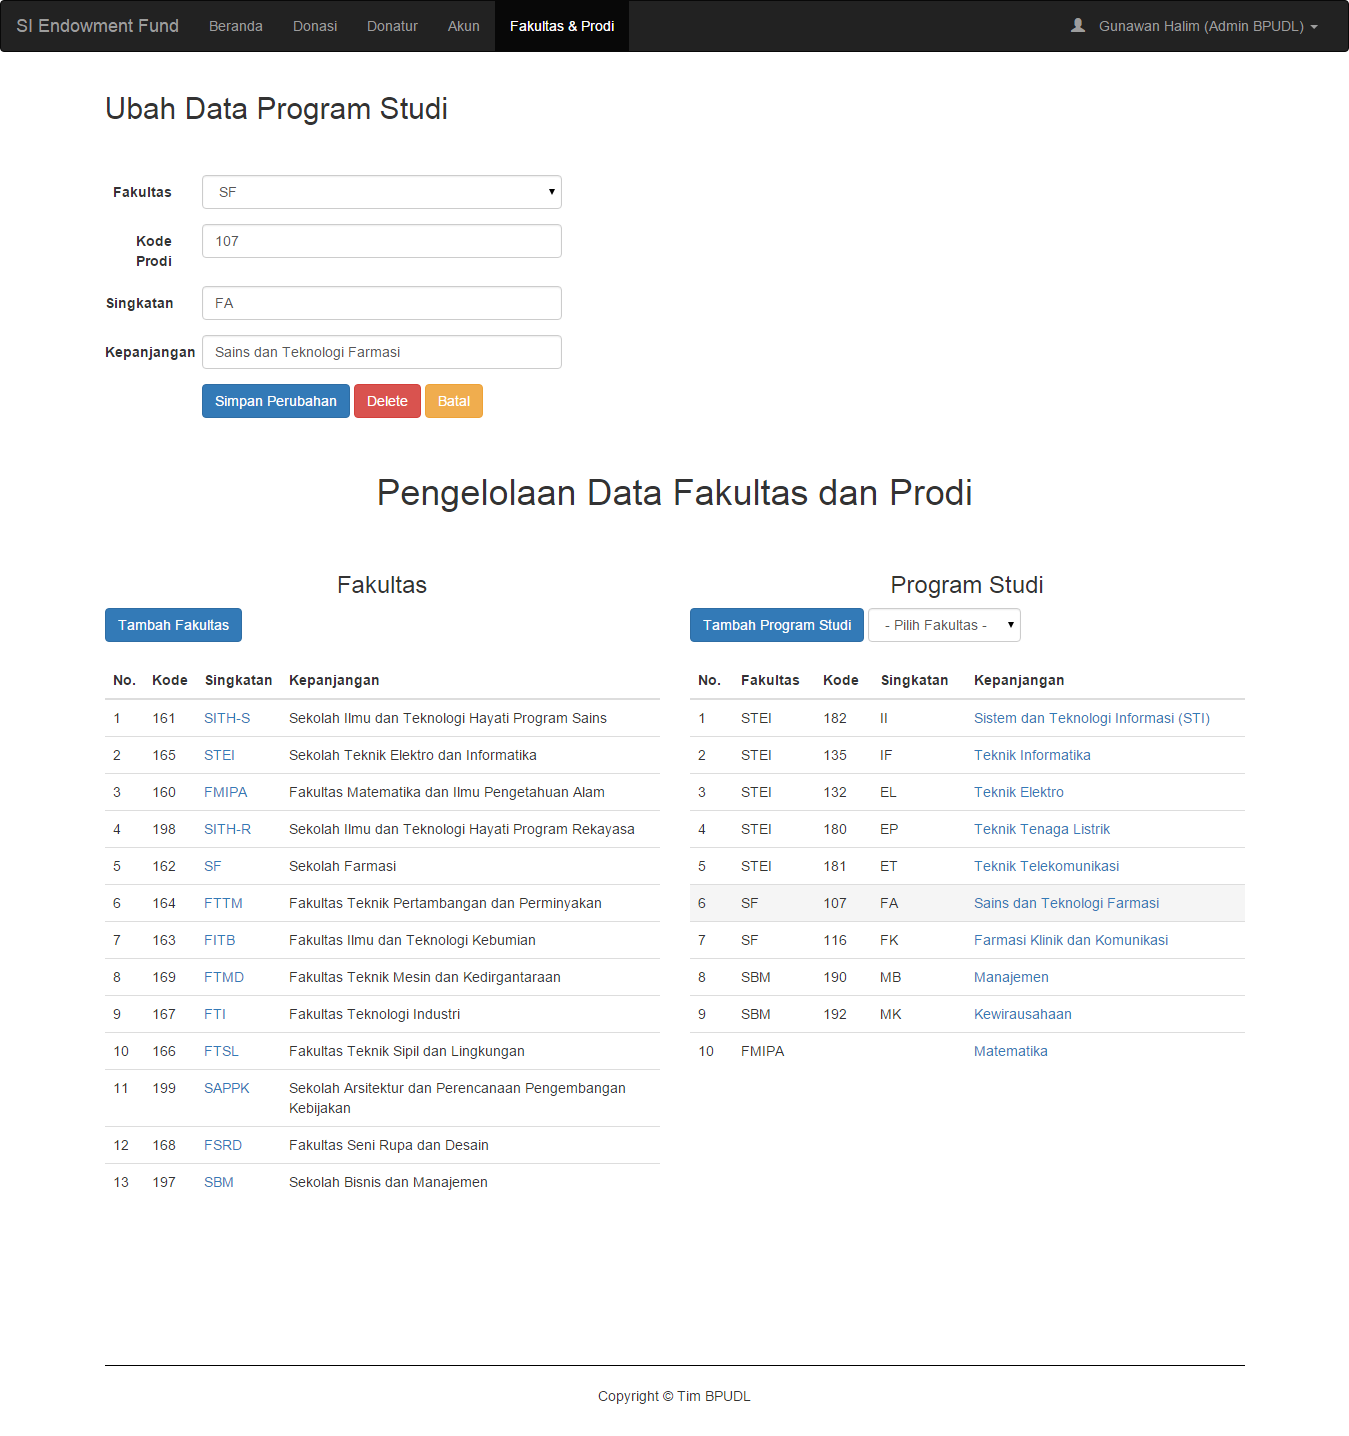 SI Endowment Fund Beranda Donasi Donatur Akun Fakultas & Prodi Gunawan Halim (Admin BPUDL)
Ubah Data Program Studi
Fakultas SF
Kode Prodi 107
Singkatan FA
Kepanjangan Sains dan Teknologi Farmasi
Simpan Perubahan Delete Batal
Pengelolaan Data Fakultas dan Prodi
Fakultas
Tambah Fakultas
No. Kode Singkatan Kepanjangan
1 161 SITH-S Sekolah Ilmu dan Teknologi Hayati Program Sains
2 165 STEI Sekolah Teknik Elektro dan Informatika
3 160 FMIPA Fakultas Matematika dan Ilmu Pengetahuan Alam
4 198 SITH-R Sekolah Ilmu dan Teknologi Hayati Program Rekayasa
5 162 SF Sekolah Farmasi
6 164 FTTM Fakultas Teknik Pertambangan dan Perminyakan
7 163 FITB Fakultas Ilmu dan Teknologi Kebumian
8 169 FTMD Fakultas Teknik Mesin dan Kedirgantaraan
9 167 FTI Fakultas Teknologi Industri
10 166 FTSL Fakultas Teknik Sipil dan Lingkungan
11 199 SAPPK Sekolah Arsitektur dan Perencanaan Pengembangan
Kebijakan
12 168 FSRD Fakultas Seni Rupa dan Desain
13 197 SBM Sekolah Bisnis dan Manajemen
Program Studi
Tambah Program Studi - Pilih Fakultas -
No. Fakultas Kode Singkatan Kepanjangan
1 STEI 182 II Sistem dan Teknologi Informasi (STI)
2 STEI 135 IF Teknik Informatika
3 STEI 132 EL Teknik Elektro
4 STEI 180 EP Teknik Tenaga Listrik
5 STEI 181 ET Teknik Telekomunikasi
6 SF 107 FA Sains dan Teknologi Farmasi
7 SF 116 FK Farmasi Klinik dan Komunikasi
8 SBM 190 MB Manajemen
9 SBM 192 MK Kewirausahaan
10 FMIPA Matematika
Copyright © Tim BPUDL